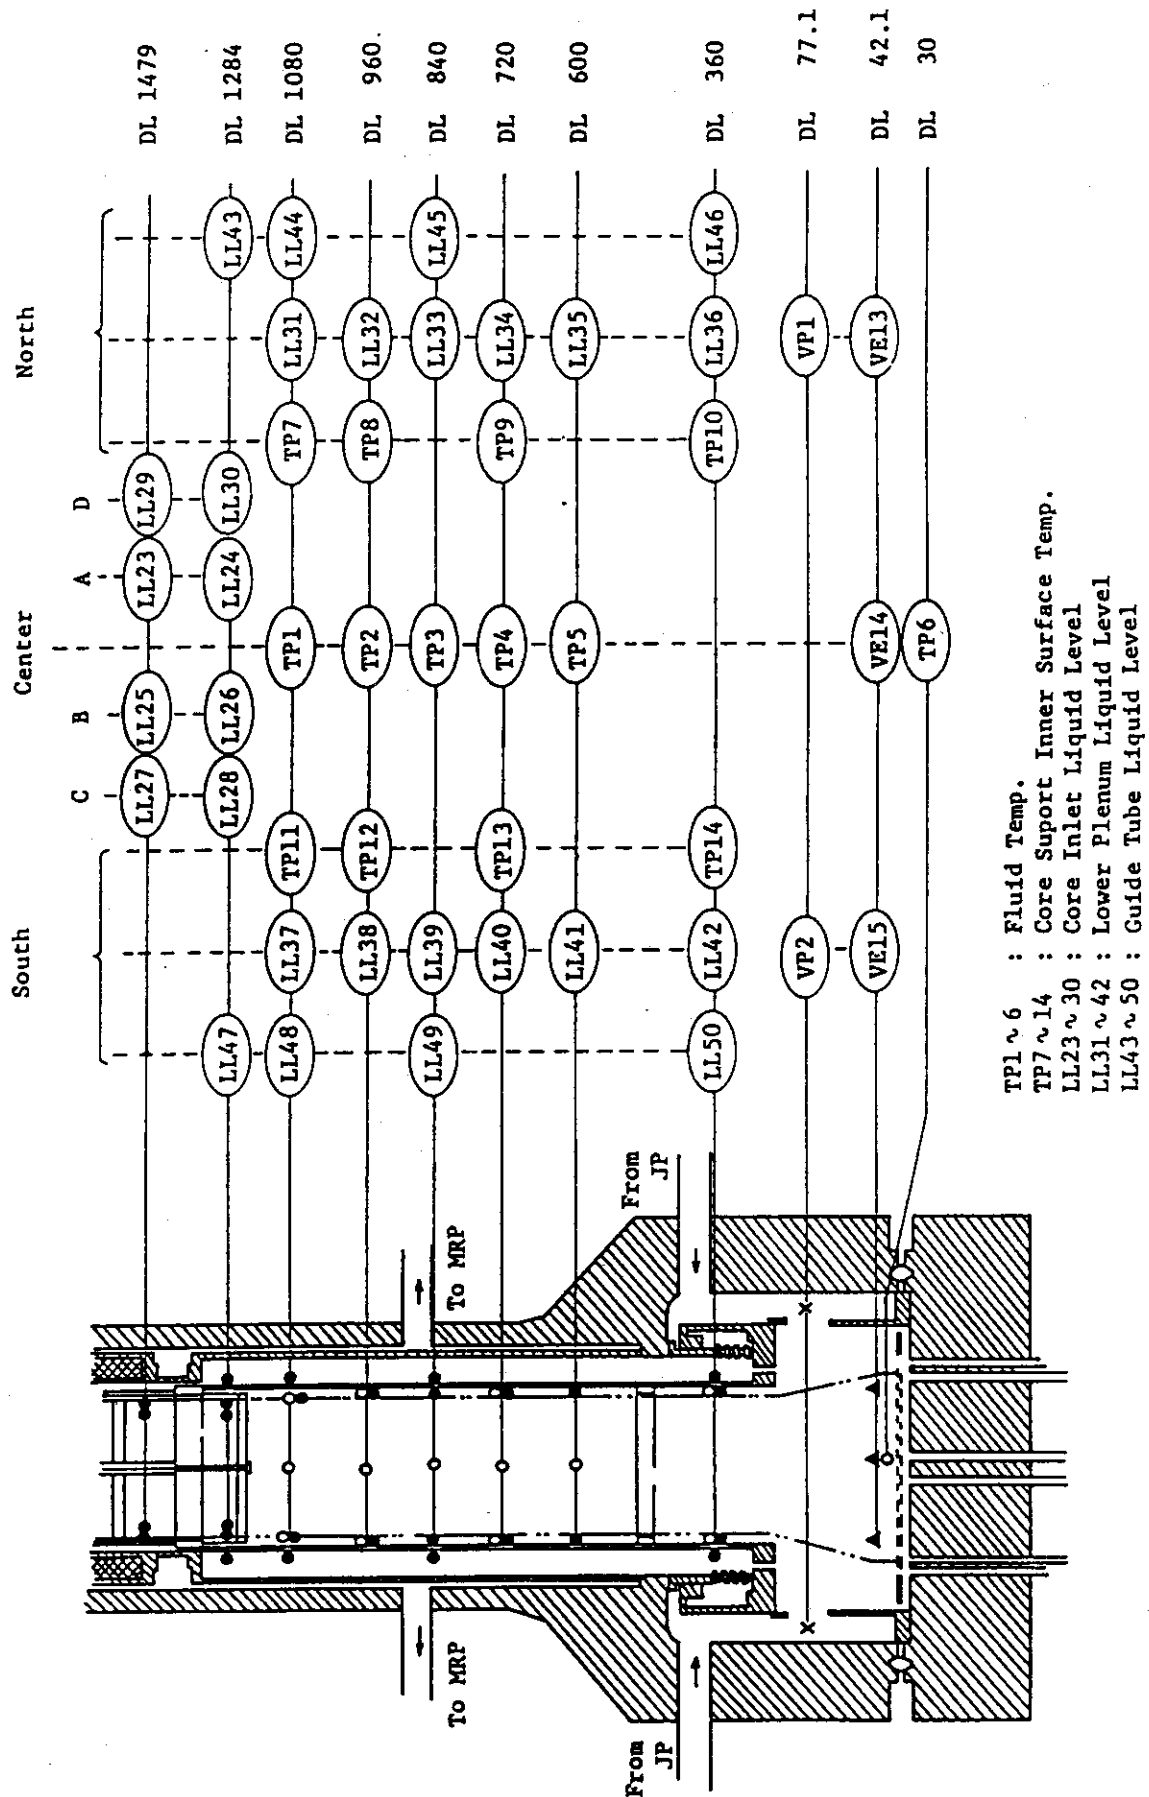 South Center North
C B A D
LL27 LL25 LL23 LL29 DL 1479
LL47 LL28 LL26 LL24 LL30 LL43 DL 1284
LL48 LL37 TP11 TP1 TP7 LL31 LL44 DL 1080
LL38 TP12 TP2 TP8 LL32 DL 960
LL49 LL39 TP3 LL33 LL45 DL 840
LL40 TP13 TP4 TP9 LL34 DL 720
LL41 TP5 LL35 DL 600
LL50 LL42 TP14 TP10 LL36 LL46 DL 360
VP2 VP1 DL 77.1
VE15 VE14 VE13 DL 42.1
TP6 DL 30
To MRP
To MRP
From
JP
From
JP
TP1~6 : Fluid Temp.
TP7~14 : Core Suport Inner Surface Temp.
LL23~30 : Core Inlet Liquid Level
LL31~42 : Lower Plenum Liquid Level
LL43~50 : Guide Tube Liquid Level